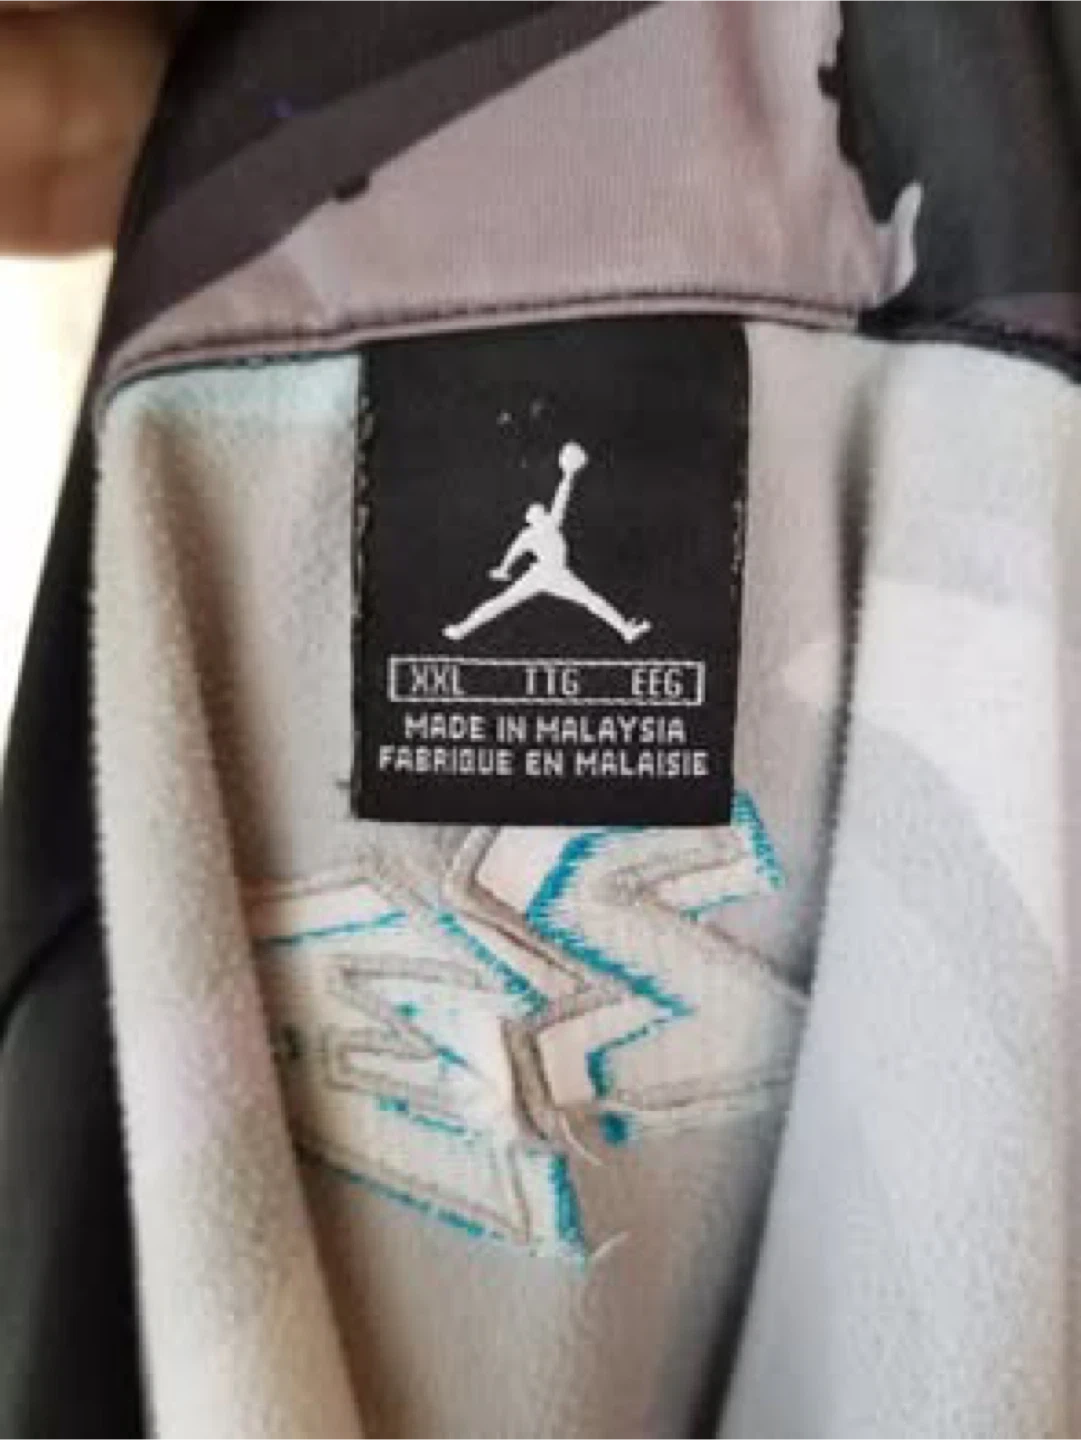 XXL TTG EEG
MADE IN MALAYSIA
FABRIQUE EN MALAISIE